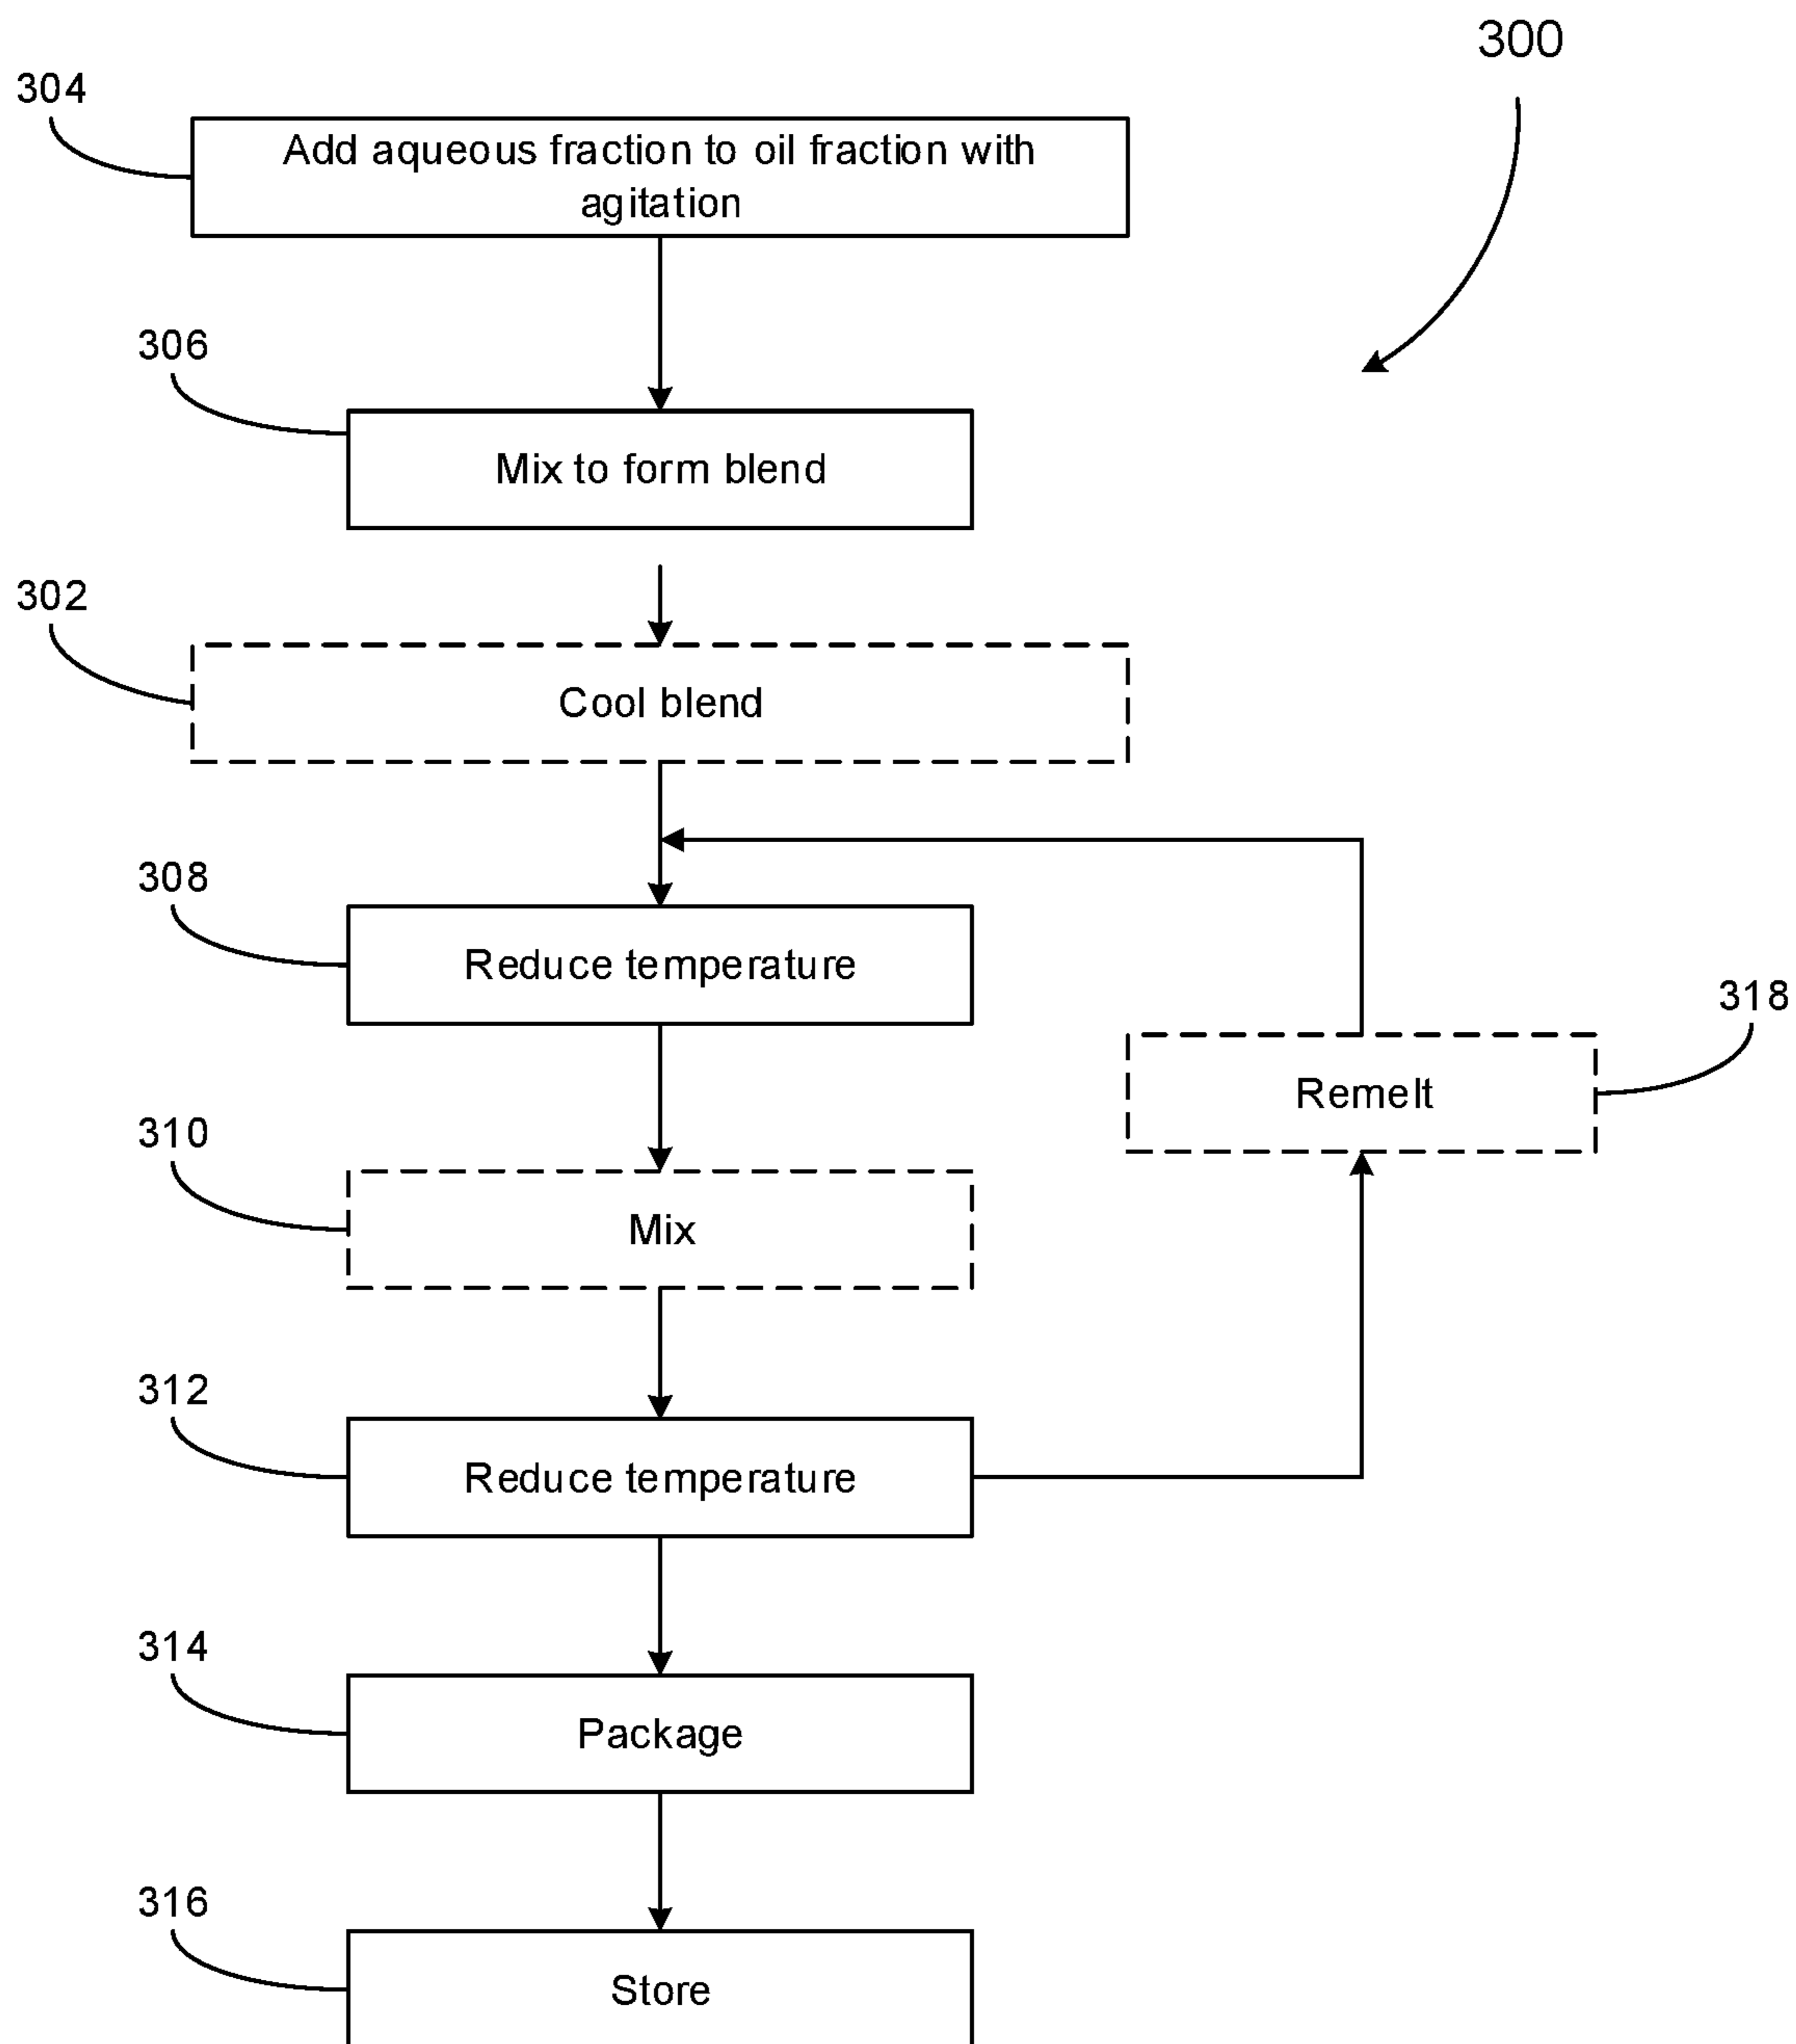 300
304
Add aqueous fraction to oil fraction with
agitation
306
Mix to form blend
302
Cool blend
308
Reduce temperature
318
Remelt
310
Mix
312
Reduce temperature
314
Package
316
Store